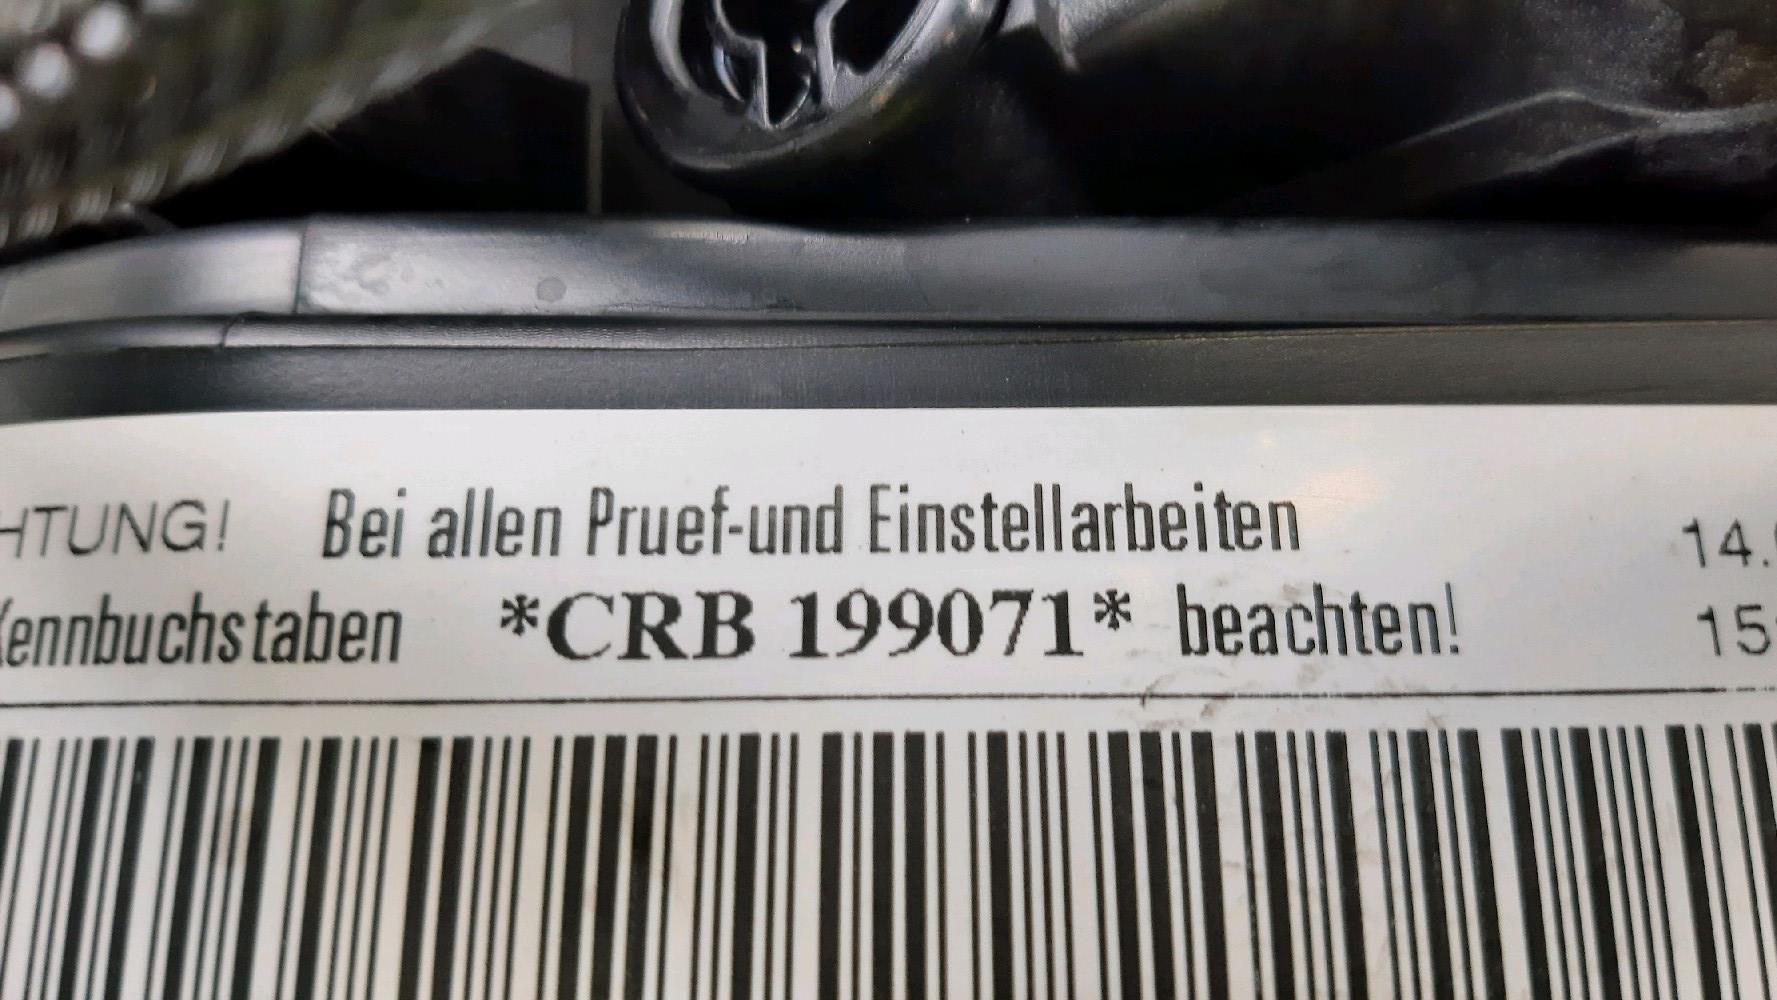 HTUNG! Bei allen Pruef-und Einstellarbeiten 14.
Kennbuchstaben *CRB 199071* beachten! 15